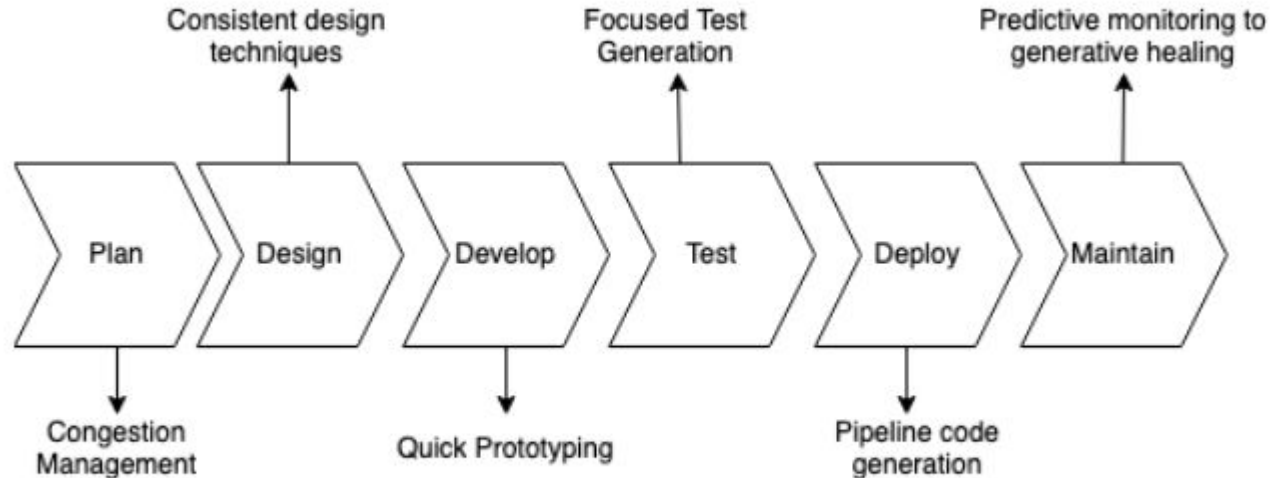 Consistent design
techniques
Focused Test
Generation
Predictive monitoring to
generative healing
Plan
Design
Develop
Test
Deploy
Maintain
Congestion
Management
Quick Prototyping
Pipeline code
generation